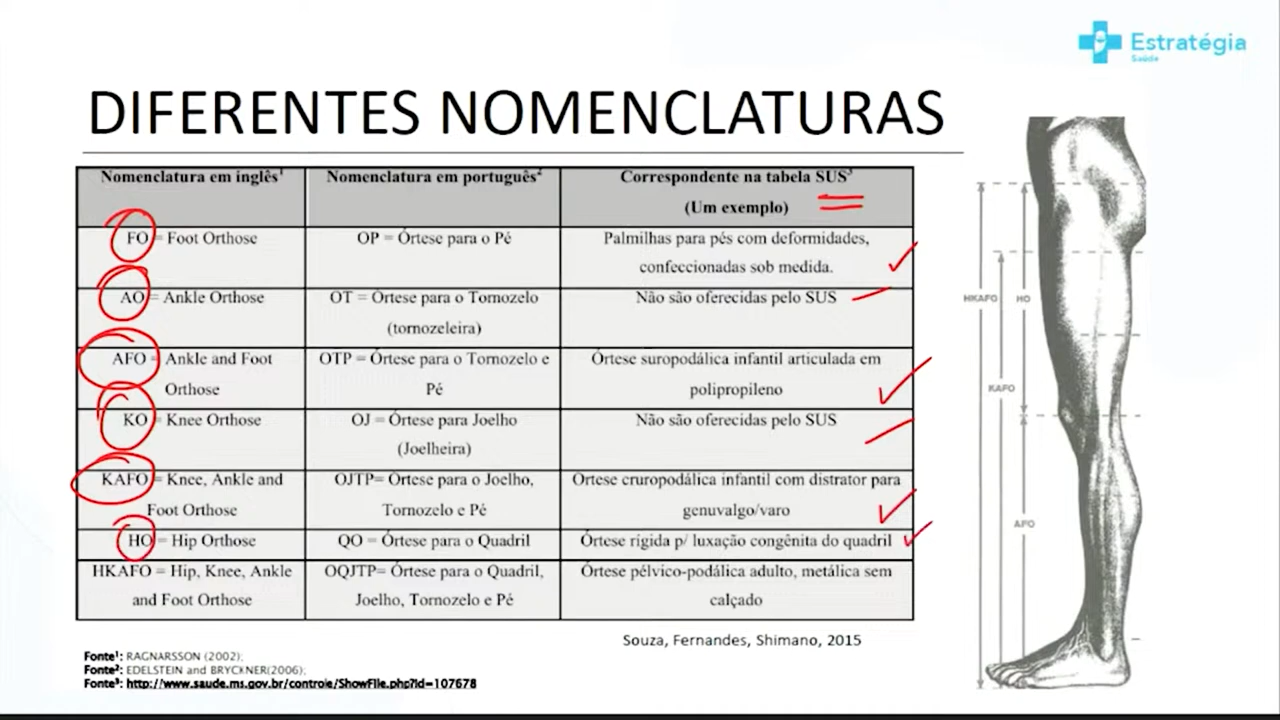 Estratégia
Saúde
DIFERENTES NOMENCLATURAS
Nomenclatura em inglês¹ Nomenclatura em português² Correspondente na tabela SUS³
(Um exemplo)
FO = Foot Orthose OP = Órtese para o Pé Palmilhas para pés com deformidades,
confeccionadas sob medida.
AO = Ankle Orthose OT = Órtese para o Tornozelo Não são oferecidas pelo SUS
(tornozeleira)
AFO = Ankle and Foot OTP = Órtese para o Tornozelo e Órtese suropodálica infantil articulada em
Orthose Pé polipropileno
KO = Knee Orthose OJ = Órtese para Joelho Não são oferecidas pelo SUS
(Joelheira)
KAFO = Knee, Ankle and OJTP= Órtese para o Joelho, Órtese cruropodálica infantil com distrator para
Foot Orthose Tornozelo e Pé genuvalgo/varo
HO = Hip Orthose QO = Órtese para o Quadril Órtese rígida p/ luxação congênita do quadril
HKAFO = Hip, Knee, Ankle OQJTP= Órtese para o Quadril, Órtese pélvico-podálica adulto, metálica sem
and Foot Orthose Joelho, Tornozelo e Pé calçado
Souza, Fernandes, Shimano, 2015
Fonte¹: RAGNARSSON (2002);
Fonte²: EDELSTEIN and BRYCKNER(2006);
Fonte³: http://www.saude.ms.gov.br/controle/ShowFile.php?id=107678
HKAFO HO
KAFO
AFO